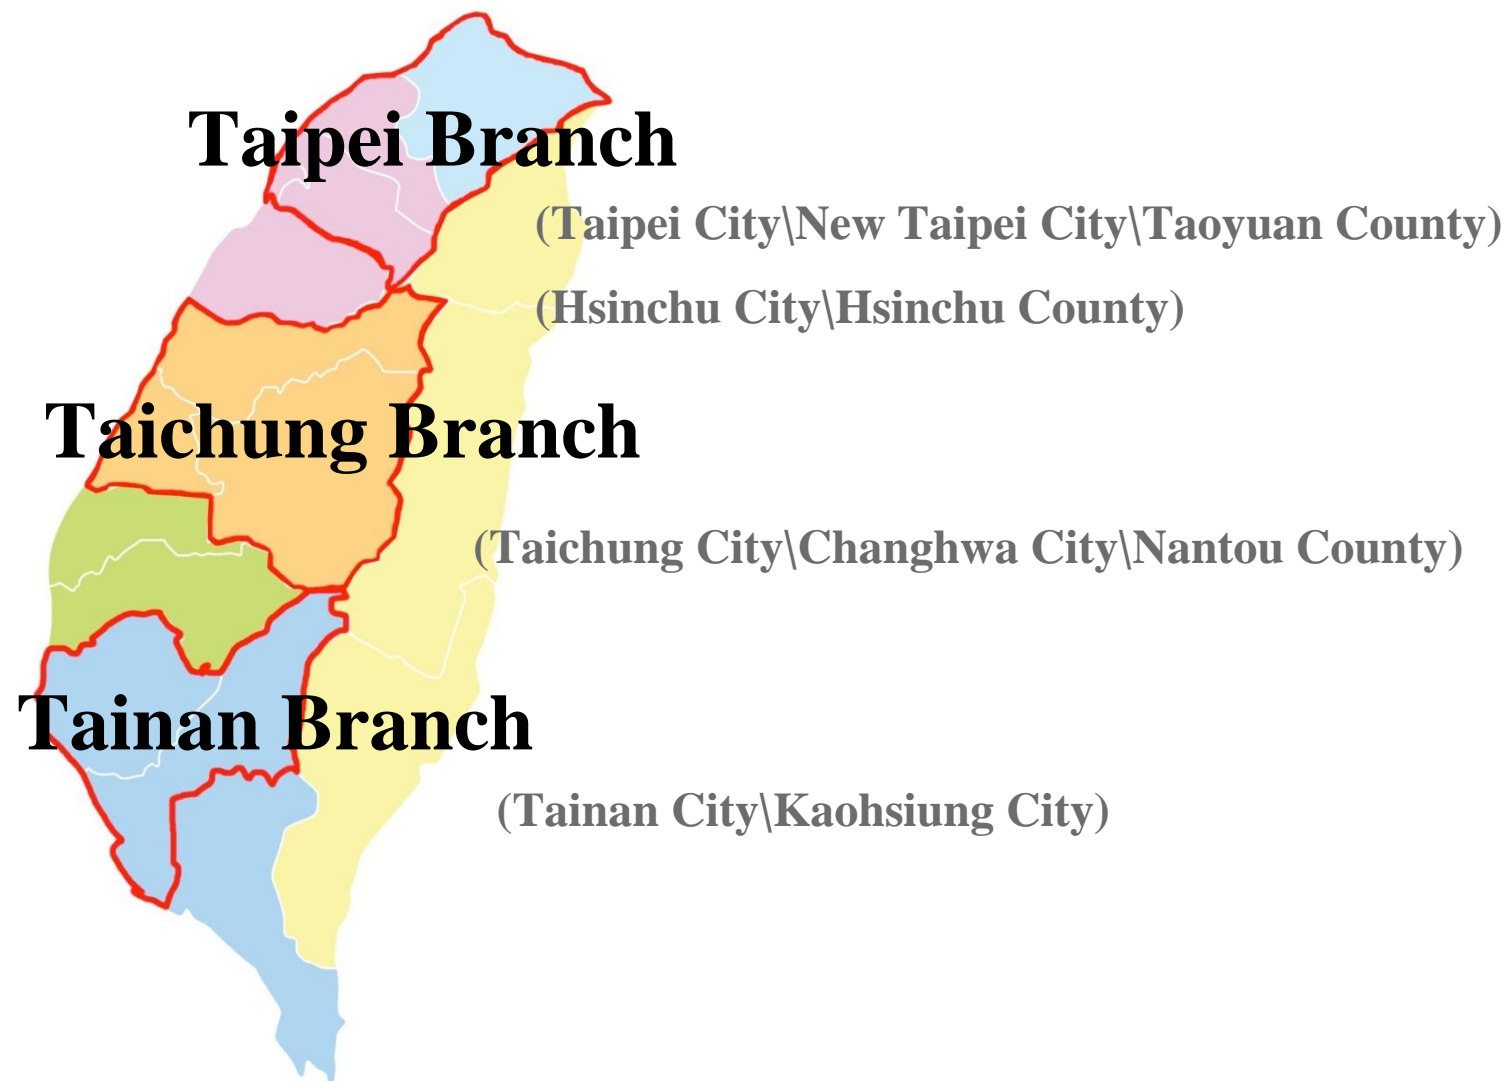 Taipei Branch
(Taipei City\New Taipei City\Taoyuan County)
(Hsinchu City\Hsinchu County)
Taichung Branch
(Taichung City\Changhwa City\Nantou County)
Tainan Branch
(Tainan City\Kaohsiung City)